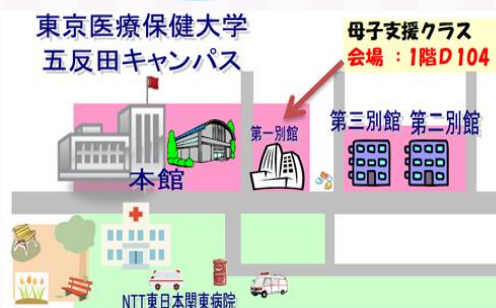 東京医療保健大学
五反田キャンパス
母子支援クラス
会場 ：1階D104
第一別館
第三別館
第二別館
本館
NTT東日本関東病院